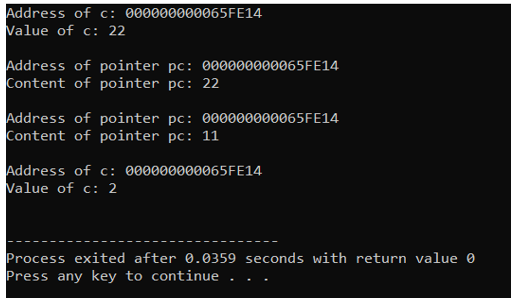 Address of c: 000000000065FE14
Value of c: 22
Address of pointer pc: 000000000065FE14
Content of pointer pc: 22
Address of pointer pc: 000000000065FE14
Content of pointer pc: 11
Address of c: 000000000065FE14
Value of c: 2
--------------------------------
Process exited after 0.0359 seconds with return value 0
Press any key to continue . . .